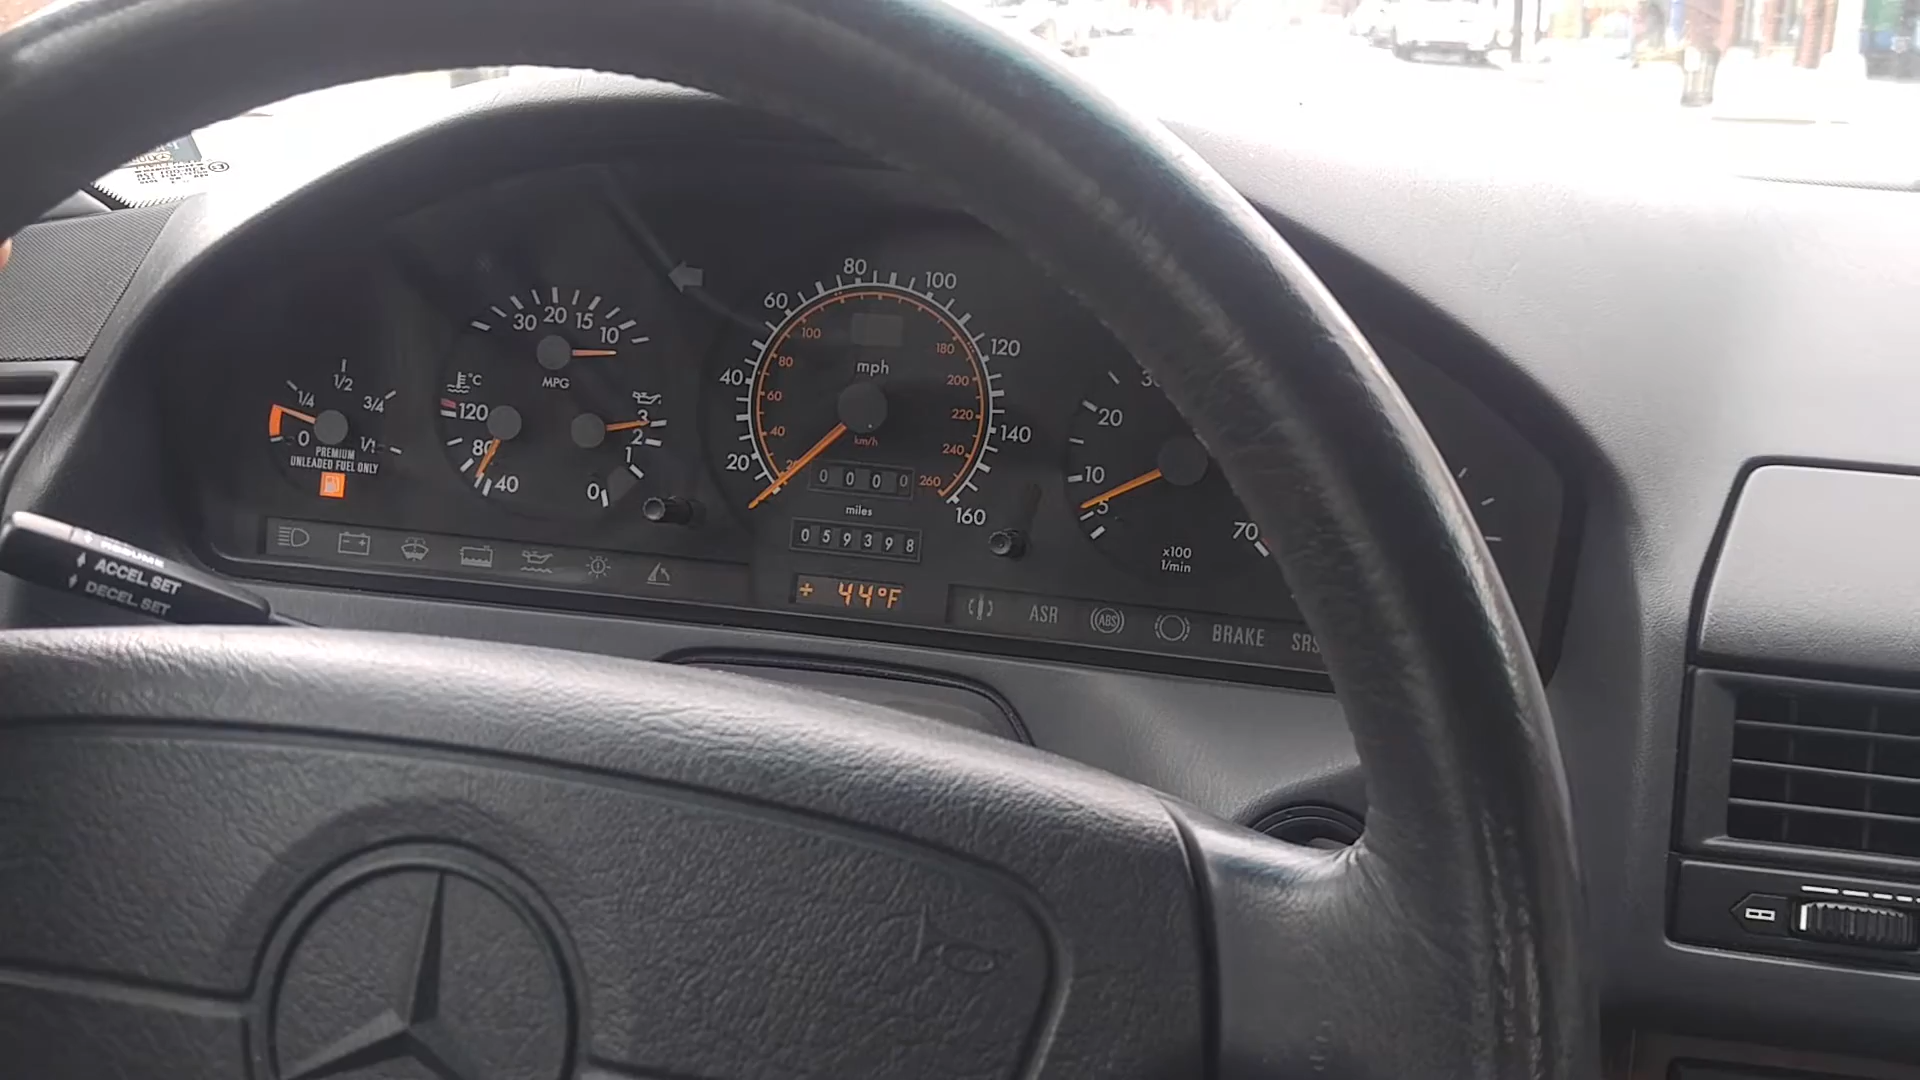 80
100
60
120
40
140
20
160
mph
100
80
60
40
180
200
220
240
260
km/h
0 0 0 0
miles
0 5 9 3 9 8
+ 44°F
30 20 15 10
MPG
°C
120
80
40
3
2
1
0
1/2
1/4
3/4
0
1/1
PREMIUM
UNLEADED FUEL ONLY
20
10
5
70
x100
1/min
RESUME
ACCEL SET
DECEL SET
ASR
ABS
BRAKE
SRS